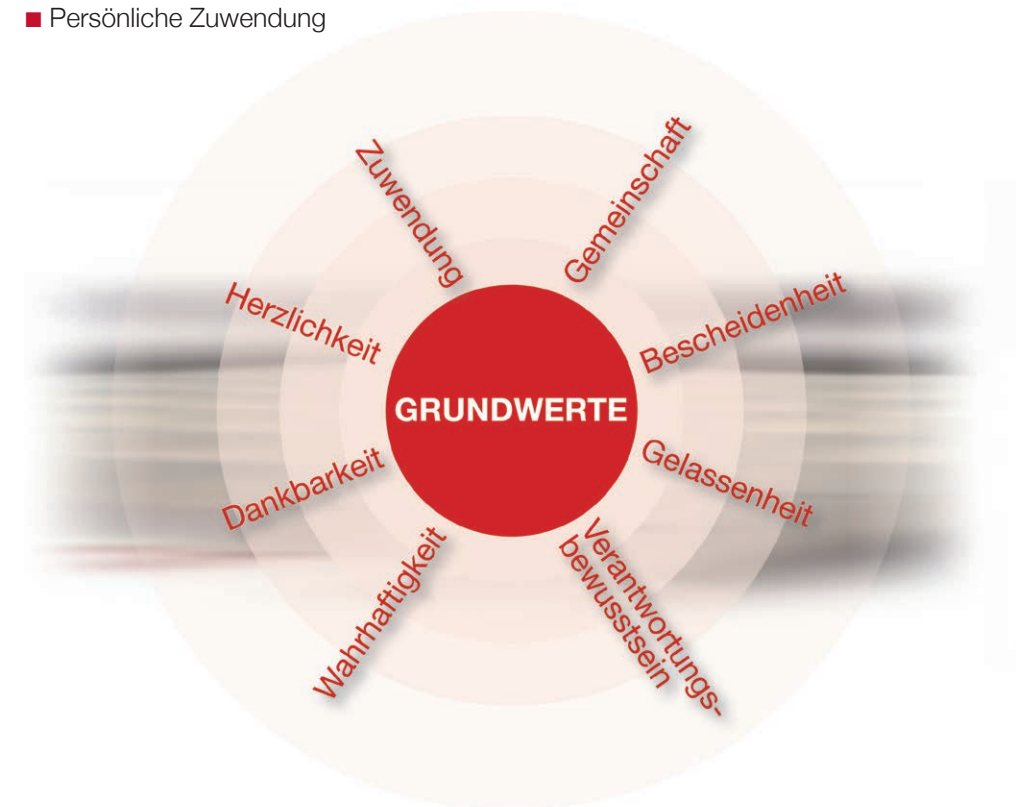 ■ Persönliche Zuwendung
Zuwendung
Gemeinschaft
Herzlichkeit
Bescheidenheit
GRUNDWERTE
Dankbarkeit
Gelassenheit
Wahrhaftigkeit
Verantwortungs-
bewusstsein